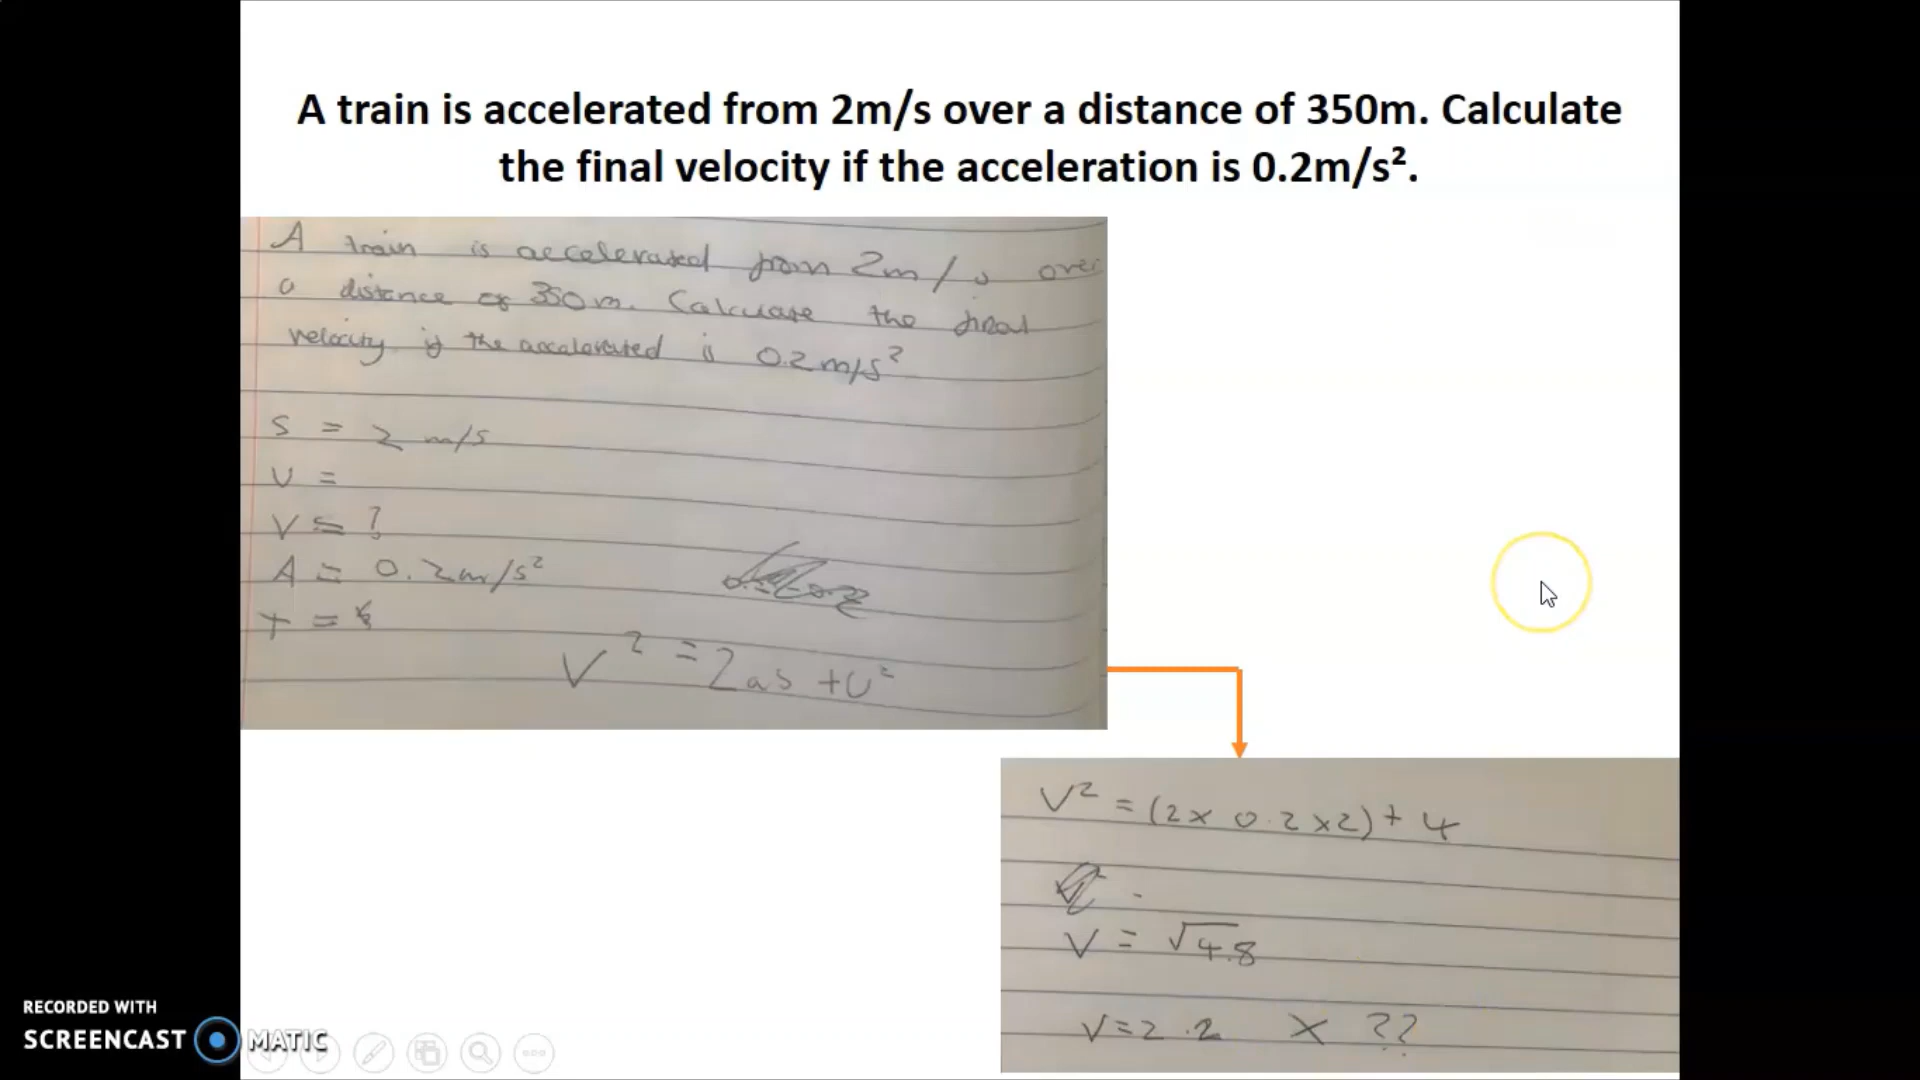 A train is accelerated from 2m/s over a distance of 350m. Calculate
the final velocity if the acceleration is 0.2m/s².
A train is accelerated from 2m/s over
a distance of 350m. Calculate the final
velocity if the accelerated is 0.2m/s²
S = 2 m/s
U =
V = ?
A = 0.2m/s²
T =
V² = 2as + U²
V² = (2x 0.2x2) + 4
V = √4.8
V=2.2 X ??
RECORDED WITH
SCREENCAST MATIC